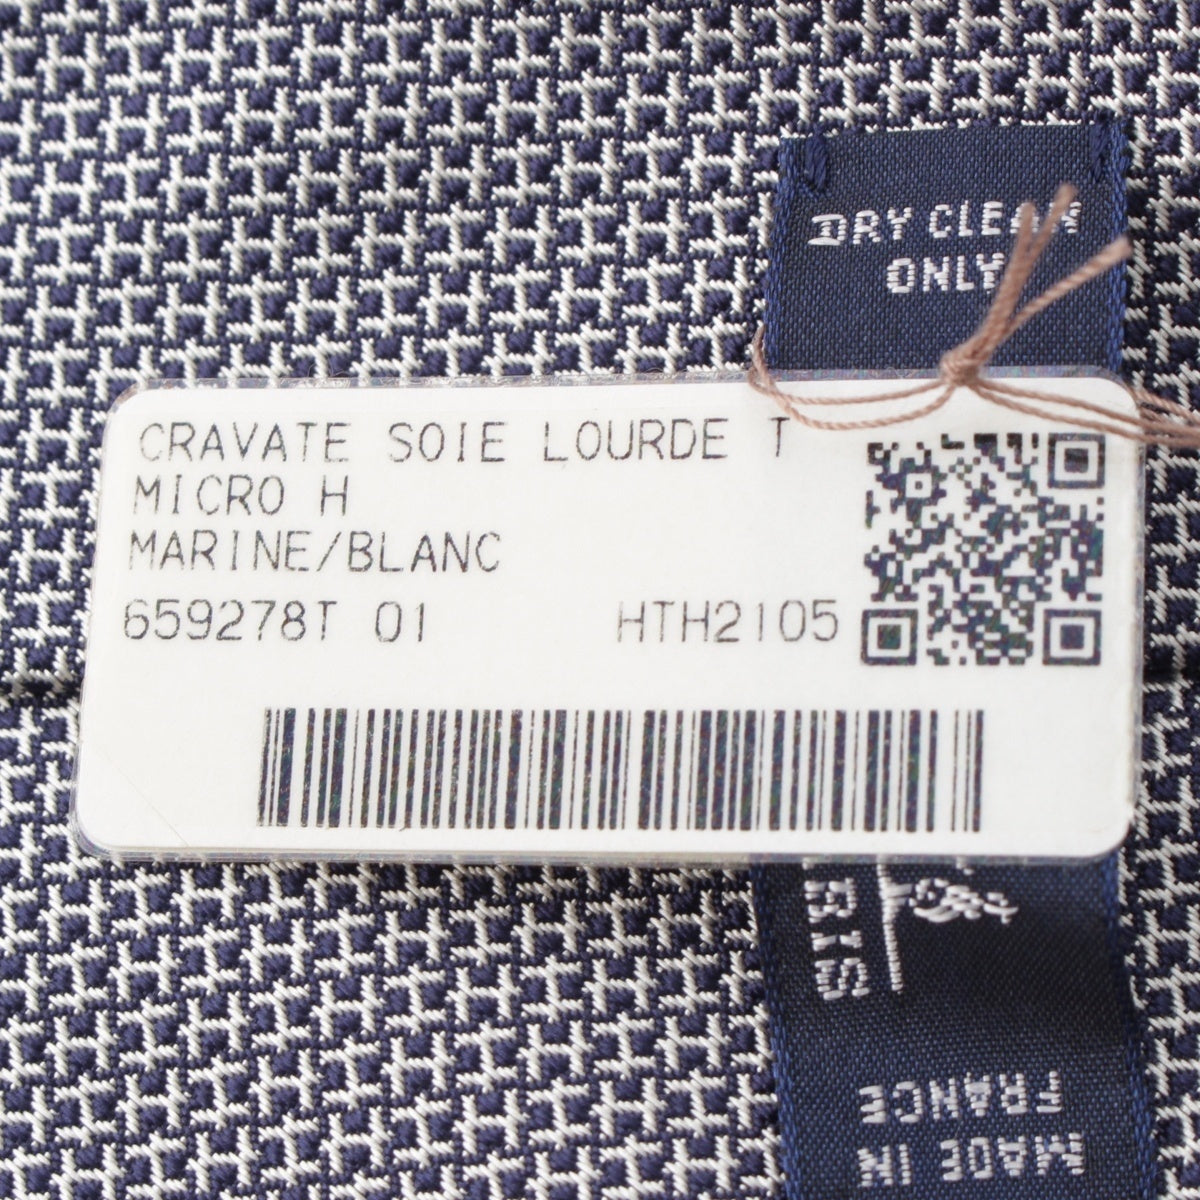 DRY CLEAN
ONLY
CRAVATE SOIE LOURDE T
MICRO H
MARINE/BLANC
659278T 01 HTH2105
MADE IN
FRANCE